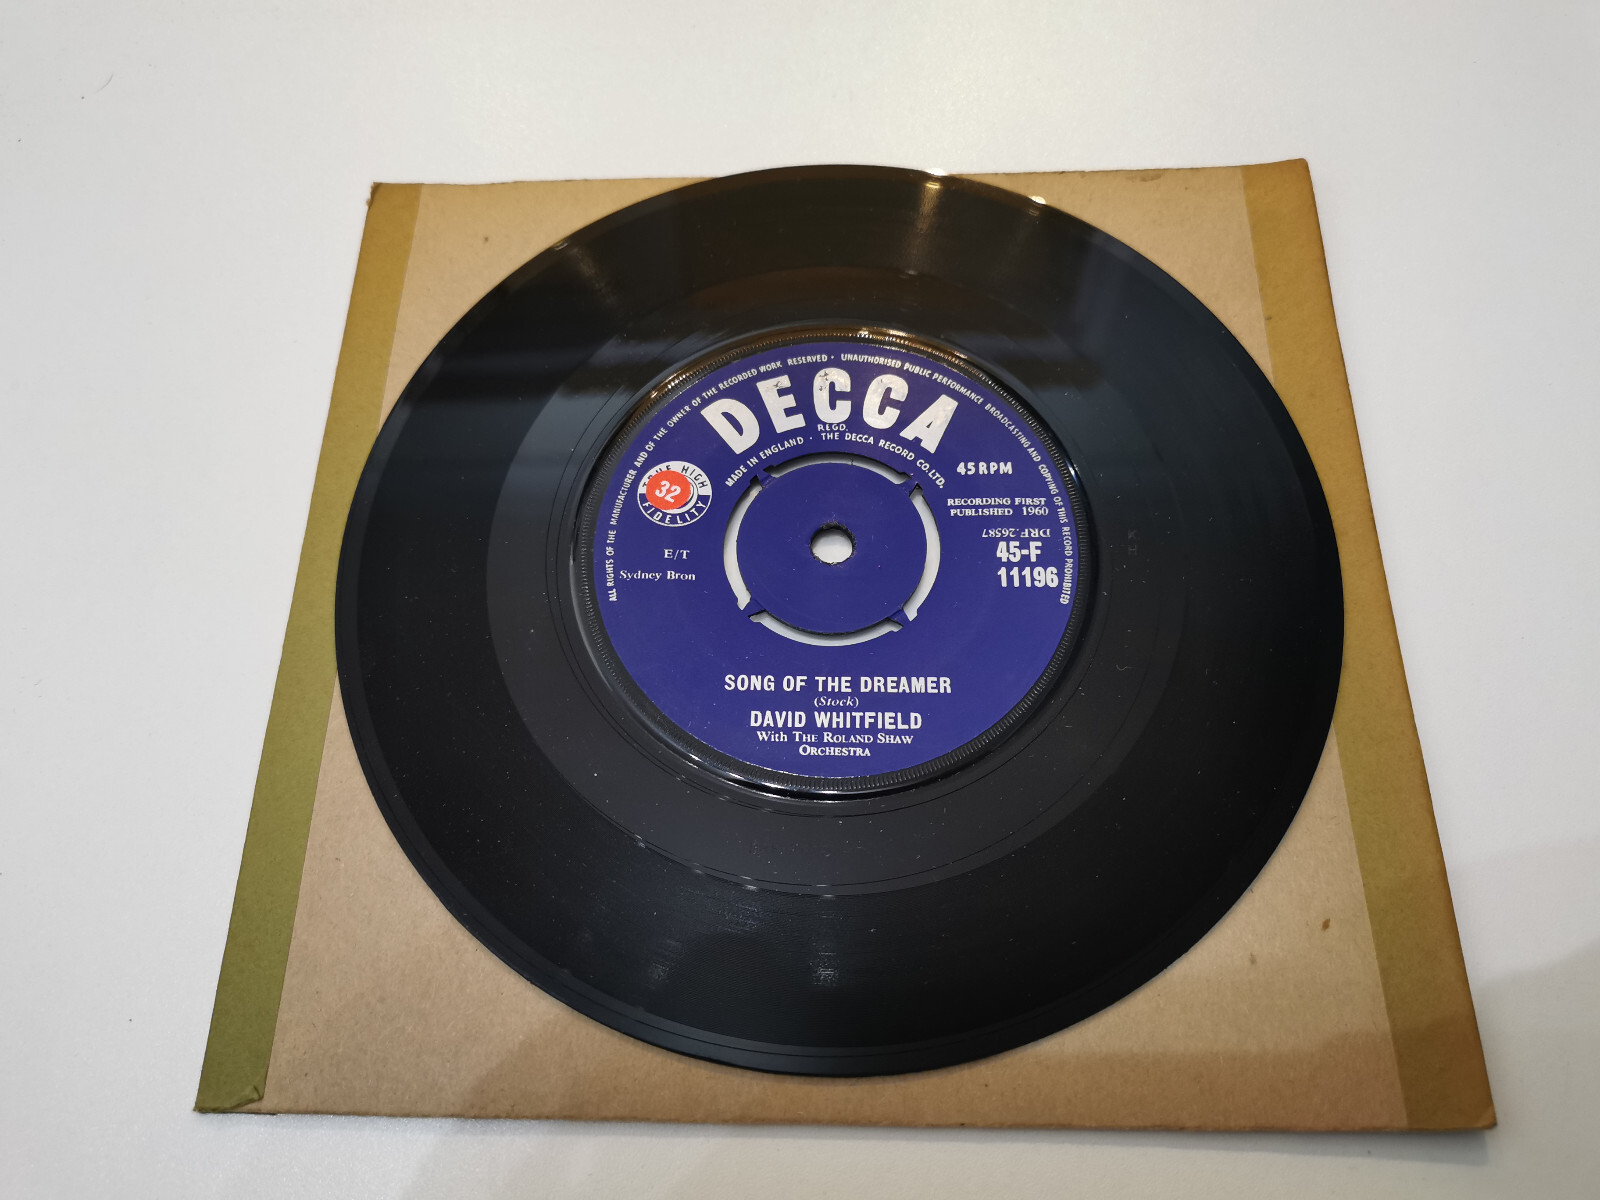 ALL RIGHTS OF THE MANUFACTURER AND OF THE OWNER OF THE RECORDED WORK RESERVED · UNAUTHORISED PUBLIC PERFORMANCE BROADCASTING AND COPYING OF THIS RECORD PROHIBITED
DECCA
REGD.
MADE IN ENGLAND · THE DECCA RECORD CO. LTD.
TRUE HIGH
32
FIDELITY
45 RPM
RECORDING FIRST
PUBLISHED 1960
DRF.26587
45-F
11196
E/T
Sydney Bron
SONG OF THE DREAMER
(Stock)
DAVID WHITFIELD
With THE ROLAND SHAW
ORCHESTRA